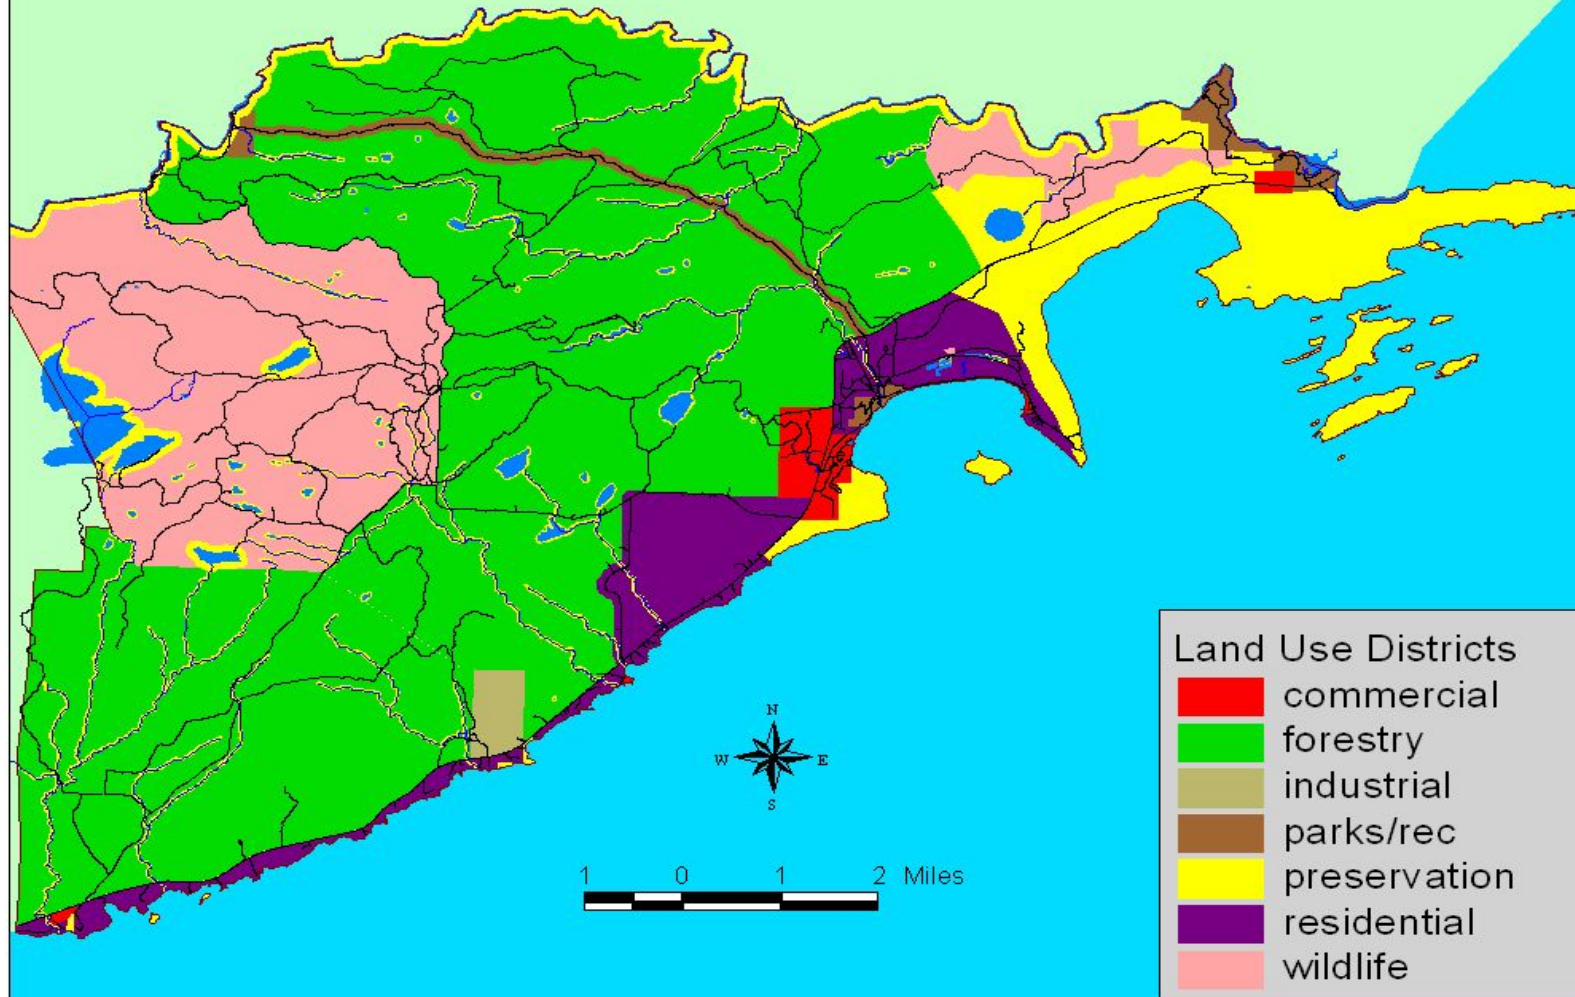 N
W E
S
1 0 1 2 Miles
Land Use Districts
commercial
forestry
industrial
parks/rec
preservation
residential
wildlife